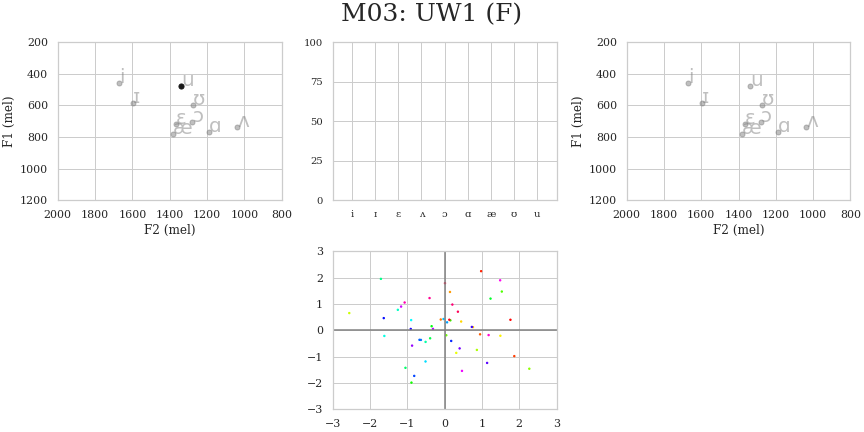 M03: UW1 (F)
200
400
600
800
1000
1200
F1 (mel)
i
ɪ
u
ʊ
ɛ
ɔ
æ
ɑ
ʌ
2000 1800 1600 1400 1200 1000 800
F2 (mel)
100
75
50
25
0
i ɪ ɛ ʌ ɔ ɑ æ ʊ u
200
400
600
800
1000
1200
F1 (mel)
i
ɪ
u
ʊ
ɛ
ɔ
æ
ɑ
ʌ
2000 1800 1600 1400 1200 1000 800
F2 (mel)
3
2
1
0
−1
−2
−3
−3 −2 −1 0 1 2 3